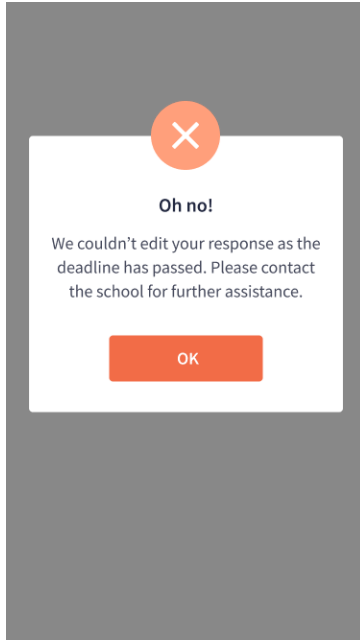 Oh no!
We couldn’t edit your response as the
deadline has passed. Please contact
the school for further assistance.
OK